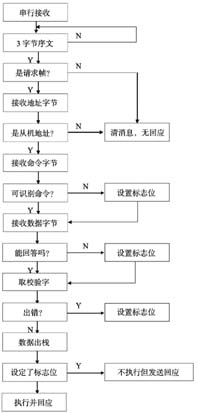 串行接收
3 字节序文
N
Y
是请求帧?
N
Y
接收地址字节
是从机地址?
N
清消息，无回应
Y
接收命令字节
可识别命令?
N
设置标志位
Y
接收数据字节
能回答吗?
N
设置标志位
Y
取校验字
出错?
Y
设置标志位
N
数据出栈
设定了标志位
Y
不执行但发送回应
N
执行并回应